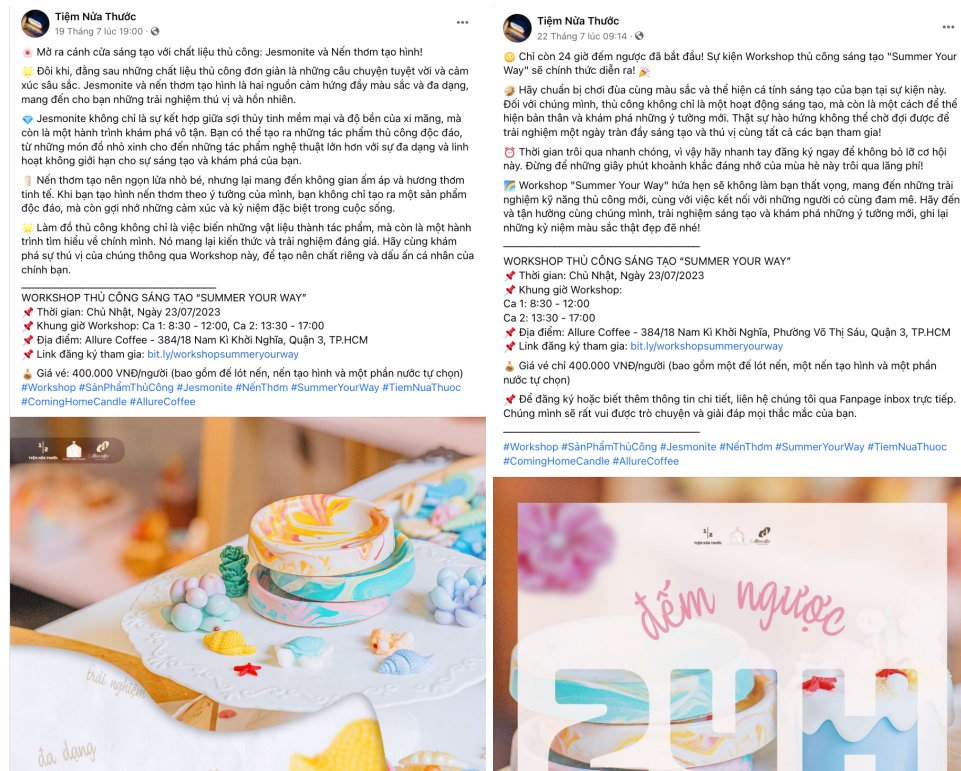 Tiệm Nửa Thước
19 Tháng 7 lúc 19:00 ·
🌸 Mở ra cánh cửa sáng tạo với chất liệu thủ công: Jesmonite và Nến thơm tạo hình!
🌟 Đôi khi, đằng sau những chất liệu thủ công đơn giản là những câu chuyện tuyệt vời và cảm
xúc sâu sắc. Jesmonite và nến thơm tạo hình là hai nguồn cảm hứng đầy màu sắc và đa dạng,
mang đến cho bạn những trải nghiệm thú vị và hồn nhiên.
💎 Jesmonite không chỉ là sự kết hợp giữa sợi thủy tinh mềm mại và độ bền của xi măng, mà
còn là một hành trình khám phá vô tận. Bạn có thể tạo ra những tác phẩm thủ công độc đáo,
từ những món đồ nhỏ xinh cho đến những tác phẩm nghệ thuật lớn hơn với sự đa dạng và linh
hoạt không giới hạn cho sự sáng tạo và khám phá của bạn.
🕯️ Nến thơm tạo nên ngọn lửa nhỏ bé, nhưng lại mang đến không gian ấm áp và hương thơm
tinh tế. Khi bạn tạo hình nến thơm theo ý tưởng của mình, bạn không chỉ tạo ra một sản phẩm
độc đáo, mà còn gợi nhớ những cảm xúc và kỷ niệm đặc biệt trong cuộc sống.
🌟 Làm đồ thủ công không chỉ là việc biến những vật liệu thành tác phẩm, mà còn là một hành
trình tìm hiểu về chính mình. Nó mang lại kiến thức và trải nghiệm đáng giá. Hãy cùng khám
phá sự thú vị của chúng thông qua Workshop này, để tạo nên chất riêng và dấu ấn cá nhân của
chính bạn.
WORKSHOP THỦ CÔNG SÁNG TẠO “SUMMER YOUR WAY”
📌 Thời gian: Chủ Nhật, Ngày 23/07/2023
📌 Khung giờ Workshop: Ca 1: 8:30 - 12:00, Ca 2: 13:30 - 17:00
📌 Địa điểm: Allure Coffee - 384/18 Nam Kì Khởi Nghĩa, Quận 3, TP.HCM
📌 Link đăng ký tham gia: bit.ly/workshopsummeryourway
💰 Giá vé: 400.000 VNĐ/người (bao gồm đế lót nến, nến tạo hình và một phần nước tự chọn)
#Workshop #SảnPhẩmThủCông #Jesmonite #NếnThơm #SummerYourWay #TiemNuaThuoc
#ComingHomeCandle #AllureCoffee
1/2
TIỆM NỬA THƯỚC
trải nghiệm
đa dạng
Tiệm Nửa Thước
22 Tháng 7 lúc 09:14 ·
😳 Chỉ còn 24 giờ đếm ngược đã bắt đầu! Sự kiện Workshop thủ công sáng tạo "Summer Your
Way" sẽ chính thức diễn ra! 🎉
Hãy chuẩn bị chơi đùa cùng màu sắc và thể hiện cá tính sáng tạo của bạn tại sự kiện này.
Đối với chúng mình, thủ công không chỉ là một hoạt động sáng tạo, mà còn là một cách để thể
hiện bản thân và khám phá những ý tưởng mới. Thật sự hào hứng không thể chờ đợi được để
trải nghiệm một ngày tràn đầy sáng tạo và thú vị cùng tất cả các bạn tham gia!
⏰ Thời gian trôi qua nhanh chóng, vì vậy hãy nhanh tay đăng ký ngay để không bỏ lỡ cơ hội
này. Đừng để những giây phút khoảnh khắc đáng nhớ của mùa hè này trôi qua lãng phí!
🌈 Workshop "Summer Your Way" hứa hẹn sẽ không làm bạn thất vọng, mang đến những trải
nghiệm kỹ năng thủ công mới, cùng với việc kết nối với những người có cùng đam mê. Hãy đến
và tận hưởng cùng chúng mình, trải nghiệm sáng tạo và khám phá những ý tưởng mới, ghi lại
những kỷ niệm màu sắc thật đẹp đẽ nhé!
WORKSHOP THỦ CÔNG SÁNG TẠO “SUMMER YOUR WAY”
📌 Thời gian: Chủ Nhật, Ngày 23/07/2023
📌 Khung giờ Workshop:
Ca 1: 8:30 - 12:00
Ca 2: 13:30 - 17:00
📌 Địa điểm: Allure Coffee - 384/18 Nam Kì Khởi Nghĩa, Phường Võ Thị Sáu, Quận 3, TP.HCM
📌 Link đăng ký tham gia: bit.ly/workshopsummeryourway
💰 Giá vé chỉ 400.000 VNĐ/người (bao gồm một đế lót nến, một nến tạo hình và một phần
nước tự chọn)
📌 Để đăng ký hoặc biết thêm thông tin chi tiết, liên hệ chúng tôi qua Fanpage inbox trực tiếp.
Chúng mình sẽ rất vui được trò chuyện và giải đáp mọi thắc mắc của bạn.
#Workshop #SảnPhẩmThủCông #Jesmonite #NếnThơm #SummerYourWay #TiemNuaThuoc
#ComingHomeCandle #AllureCoffee
1/2
TIỆM NỬA THƯỚC
đếm ngược
24H